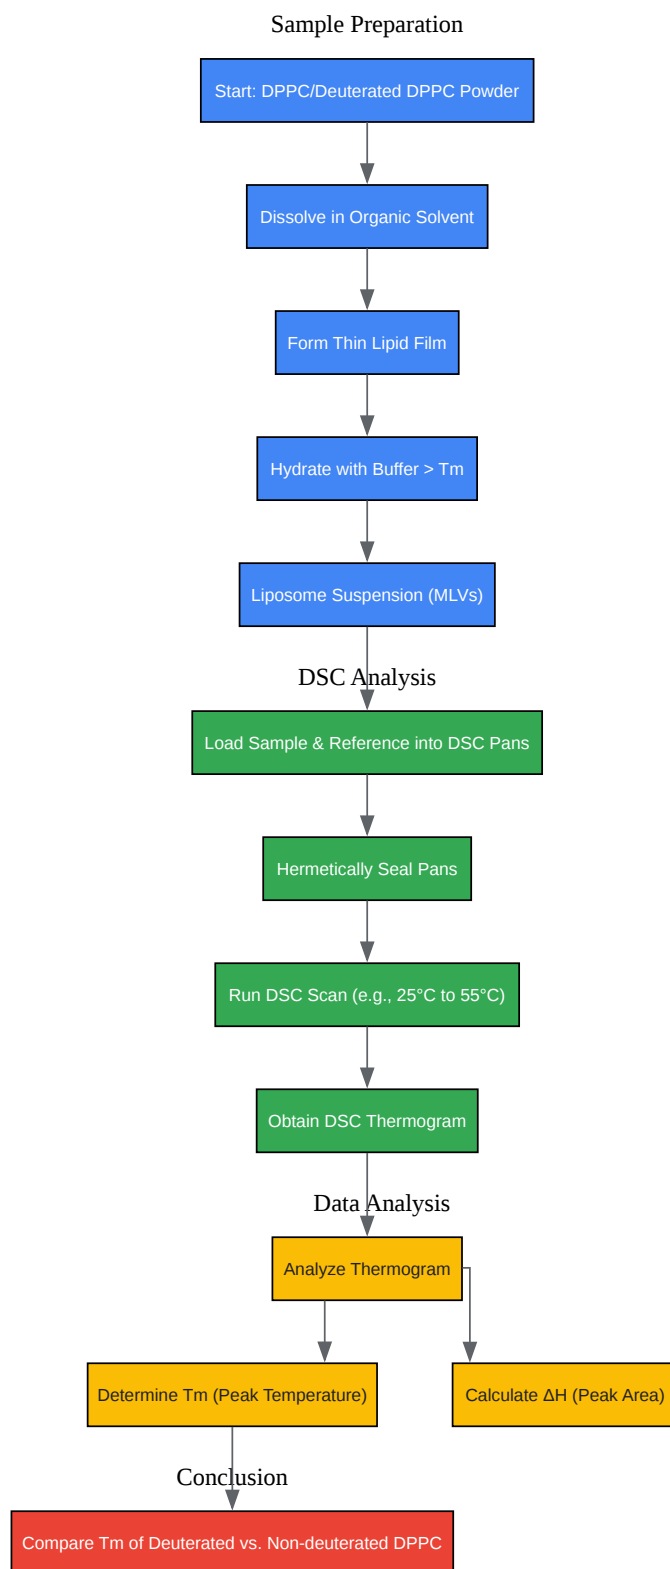 Sample Preparation
Start: DPPC/Deuterated DPPC Powder
Dissolve in Organic Solvent
Form Thin Lipid Film
Hydrate with Buffer > Tm
Liposome Suspension (MLVs)
DSC Analysis
Load Sample & Reference into DSC Pans
Hermetically Seal Pans
Run DSC Scan (e.g., 25°C to 55°C)
Obtain DSC Thermogram
Data Analysis
Analyze Thermogram
Determine Tm (Peak Temperature)
Calculate ΔH (Peak Area)
Conclusion
Compare Tm of Deuterated vs. Non-deuterated DPPC